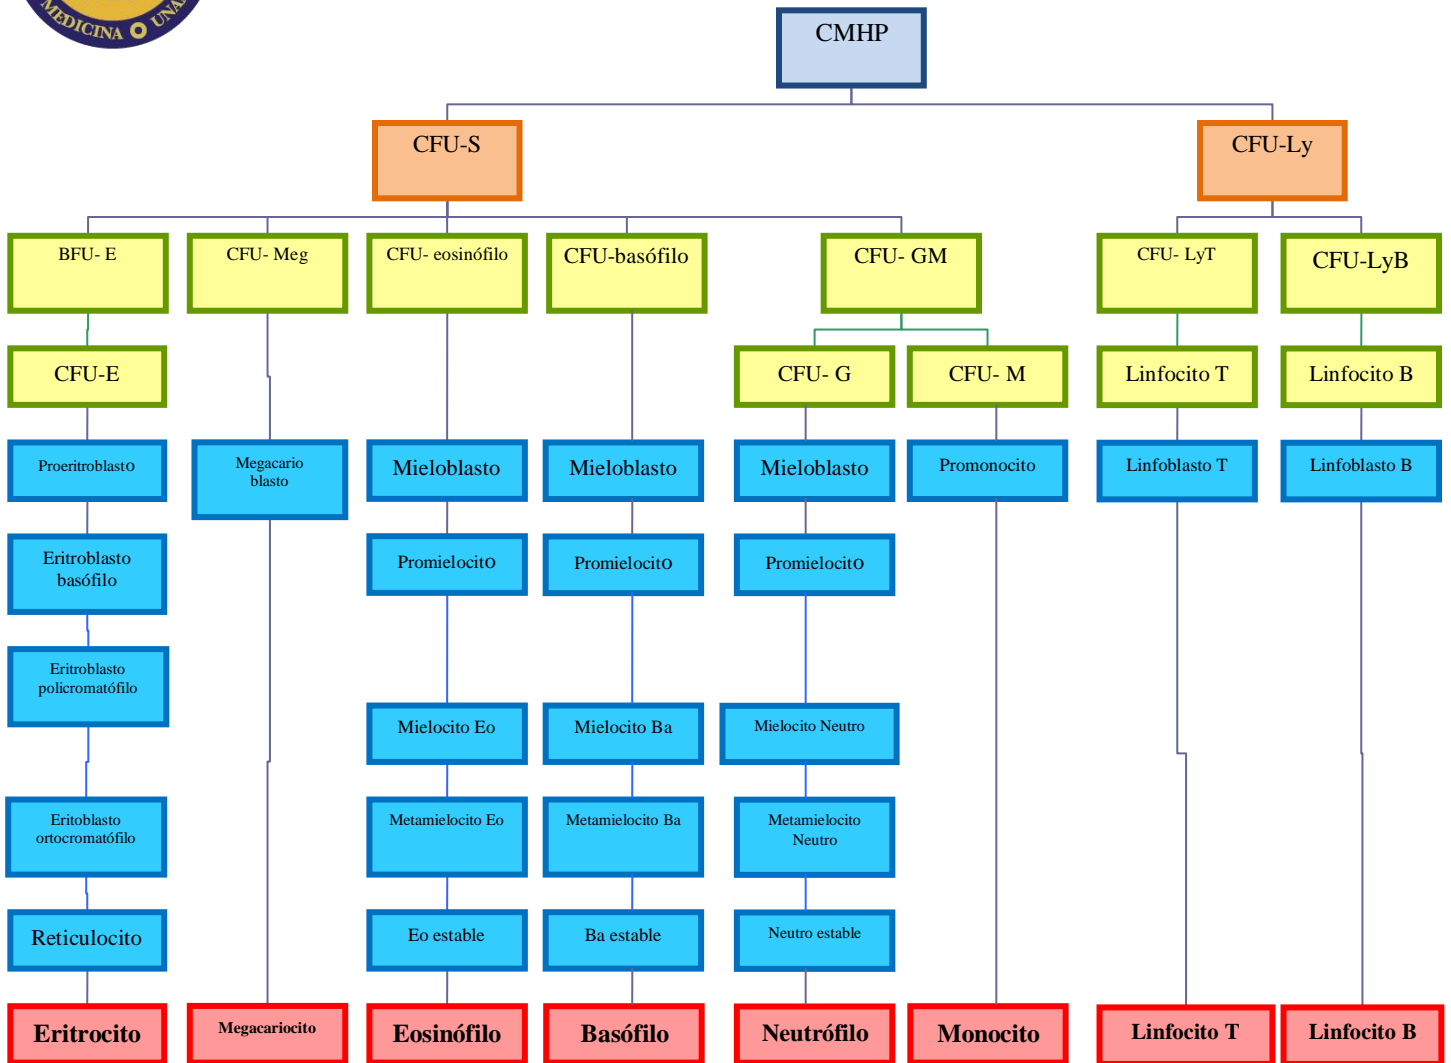 MEDICINA UNA
CMHP
CFU-S
CFU-Ly
BFU- E
CFU- Meg
CFU- eosinófilo
CFU-basófilo
CFU- GM
CFU- LyT
CFU-LyB
CFU-E
CFU- G
CFU- M
Linfocito T
Linfocito B
Proeritroblasto
Megacario
blasto
Mieloblasto
Mieloblasto
Mieloblasto
Promonocito
Linfoblasto T
Linfoblasto B
Eritroblasto
basófilo
Promielocito
Promielocito
Promielocito
Eritroblasto
policromatófilo
Mielocito Eo
Mielocito Ba
Mielocito Neutro
Eritoblasto
ortocromatófilo
Metamielocito Eo
Metamielocito Ba
Metamielocito
Neutro
Reticulocito
Eo estable
Ba estable
Neutro estable
Eritrocito
Megacariocito
Eosinófilo
Basófilo
Neutrófilo
Monocito
Linfocito T
Linfocito B